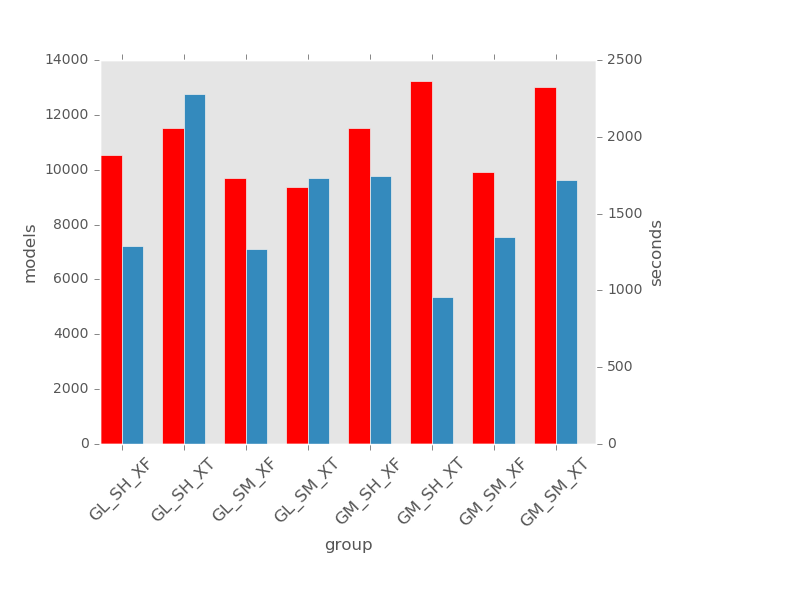 14000
12000
10000
8000
6000
4000
2000
0
models
2500
2000
1500
1000
500
0
seconds
GL_SH_XF
GL_SH_XT
GL_SM_XF
GL_SM_XT
GM_SH_XF
GM_SH_XT
GM_SM_XF
GM_SM_XT
group